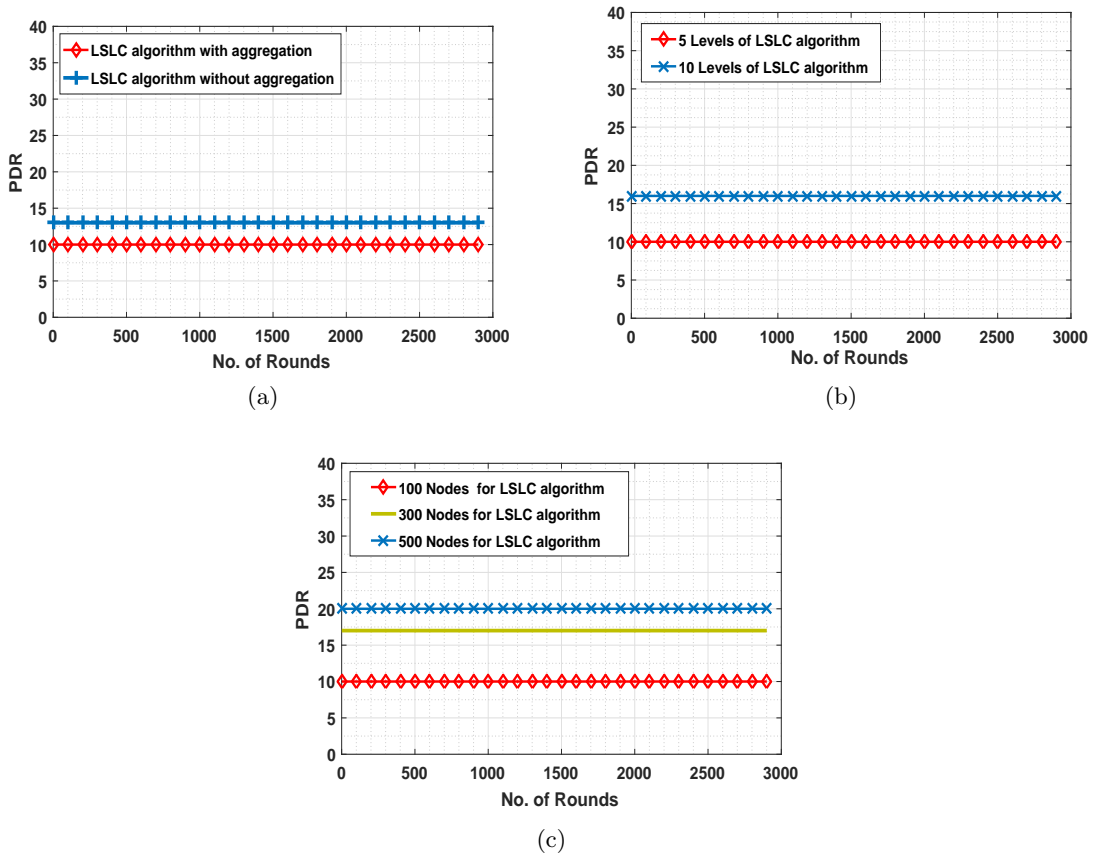 40
35
30
25
20
15
10
5
0
PDR
LSLC algorithm with aggregation
LSLC algorithm without aggregation
0 500 1000 1500 2000 2500 3000
No. of Rounds
(a)
40
35
30
25
20
15
10
5
0
PDR
5 Levels of LSLC algorithm
10 Levels of LSLC algorithm
0 500 1000 1500 2000 2500 3000
No. of Rounds
(b)
40
35
30
25
20
15
10
5
0
PDR
100 Nodes for LSLC algorithm
300 Nodes for LSLC algorithm
500 Nodes for LSLC algorithm
0 500 1000 1500 2000 2500 3000
No. of Rounds
(c)